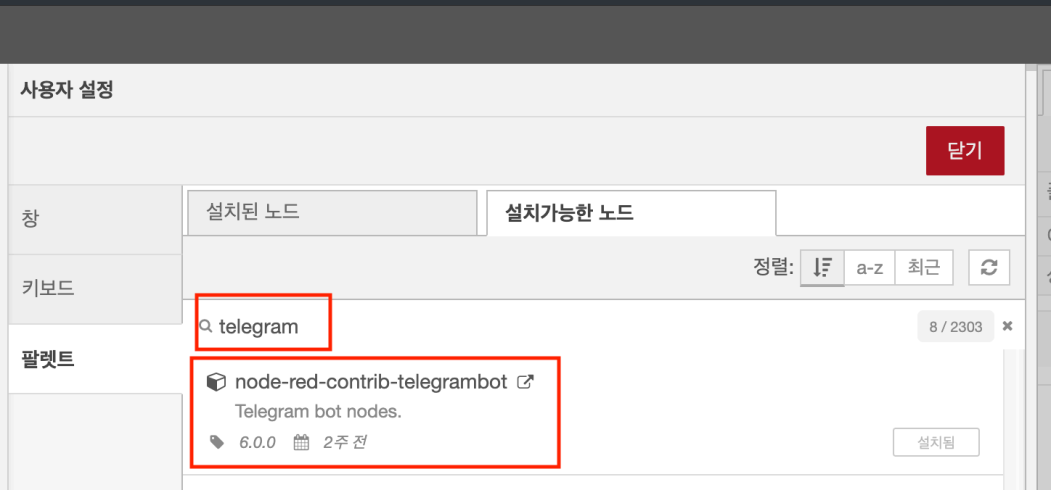 사용자 설정
닫기
창
설치된 노드
설치가능한 노드
키보드
정렬:
a-z
최근
팔렛트
telegram
8 / 2303
node-red-contrib-telegrambot
Telegram bot nodes.
6.0.0
2주 전
설치됨